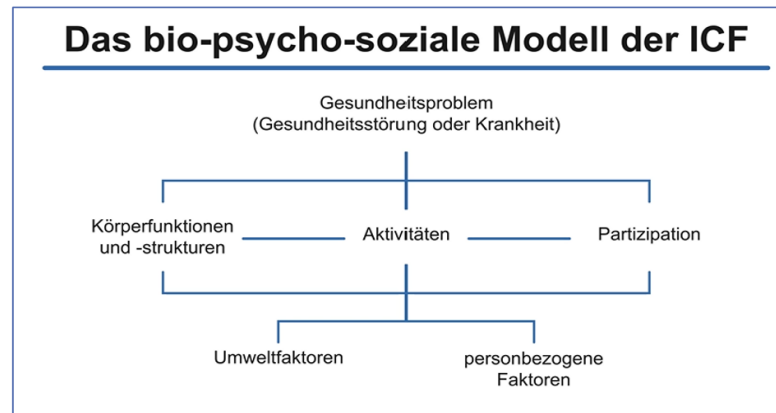 Das bio-psycho-soziale Modell der ICF
Gesundheitsproblem
(Gesundheitsstörung oder Krankheit)
Körperfunktionen
und -strukturen
Aktivitäten
Partizipation
Umweltfaktoren
personbezogene
Faktoren